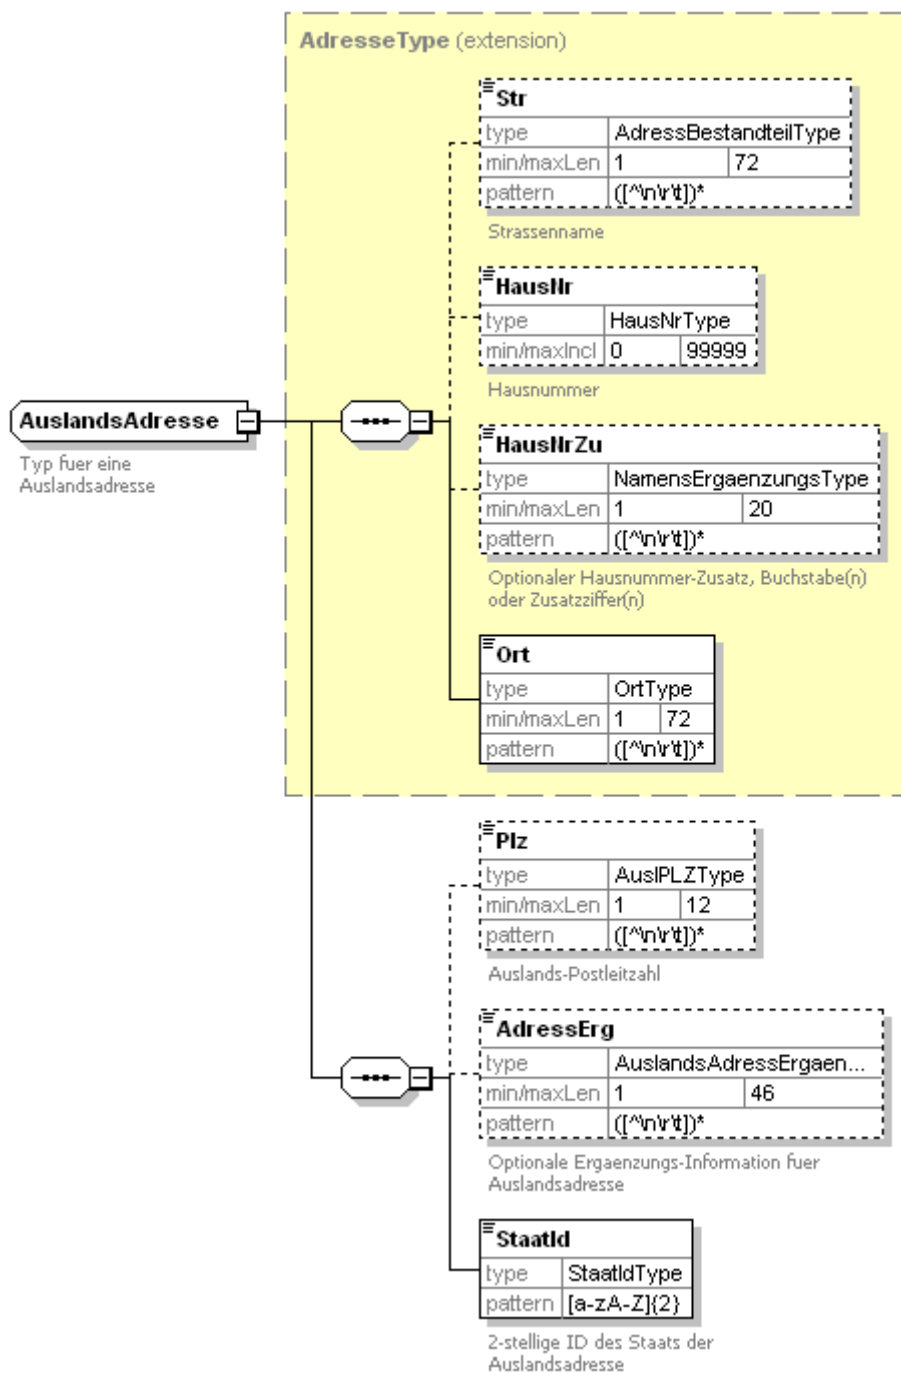 AdresseType (extension)
Str
type AdressBestandteilType
min/maxLen 1 72
pattern ([^\n\r\t])*
Strassenname
HausNr
type HausNrType
min/maxIncl 0 99999
Hausnummer
AuslandsAdresse
Typ fuer eine
Auslandsadresse
HausNrZu
type NamensErgaenzungsType
min/maxLen 1 20
pattern ([^\n\r\t])*
Optionaler Hausnummer-Zusatz, Buchstabe(n)
oder Zusatzziffer(n)
Ort
type OrtType
min/maxLen 1 72
pattern ([^\n\r\t])*
Plz
type AuslPLZType
min/maxLen 1 12
pattern ([^\n\r\t])*
Auslands-Postleitzahl
AdressErg
type AuslandsAdressErgaen...
min/maxLen 1 46
pattern ([^\n\r\t])*
Optionale Ergaenzungs-Information fuer
Auslandsadresse
StaatId
type StaatIdType
pattern [a-zA-Z]{2}
2-stellige ID des Staats der
Auslandsadresse